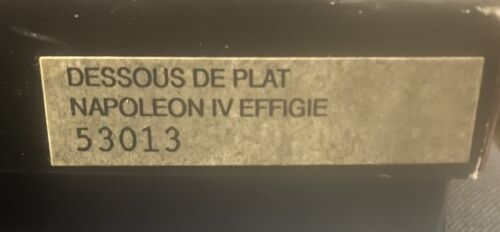 DESSOUS DE PLAT
NAPOLEON IV EFFIGIE
53013